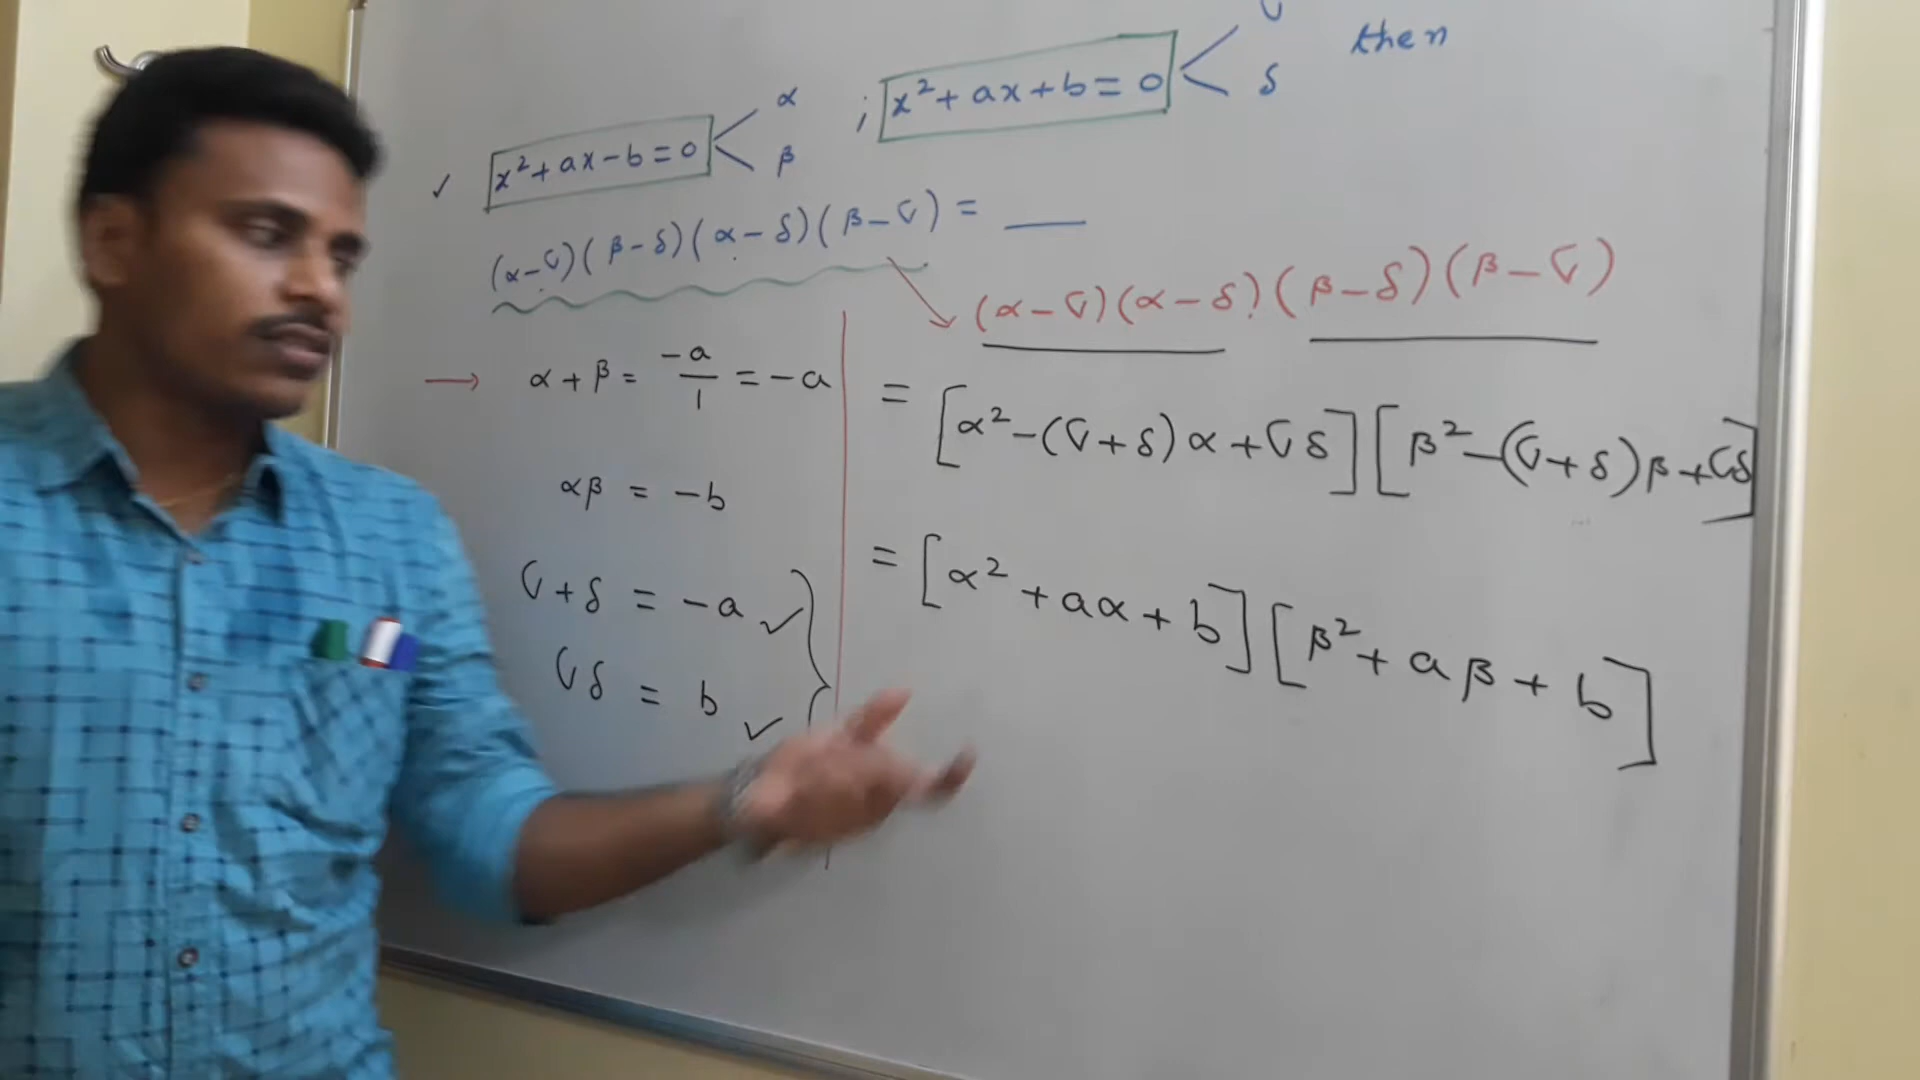 ✓ x²+ax-b=0 < α β ; x²+ax+b=0 < δ then
(α-γ)(β-δ)(α-δ)(β-γ) = ___
(α-γ)(α-δ)(β-δ)(β-γ)
→ α+β = -a/1 = -a
= [α²-(γ+δ)α+γδ][β²-(γ+δ)β+γδ]
αβ = -b
= [α²+aα+b][β²+aβ+b]
γ+δ = -a ✓
γδ = b ✓